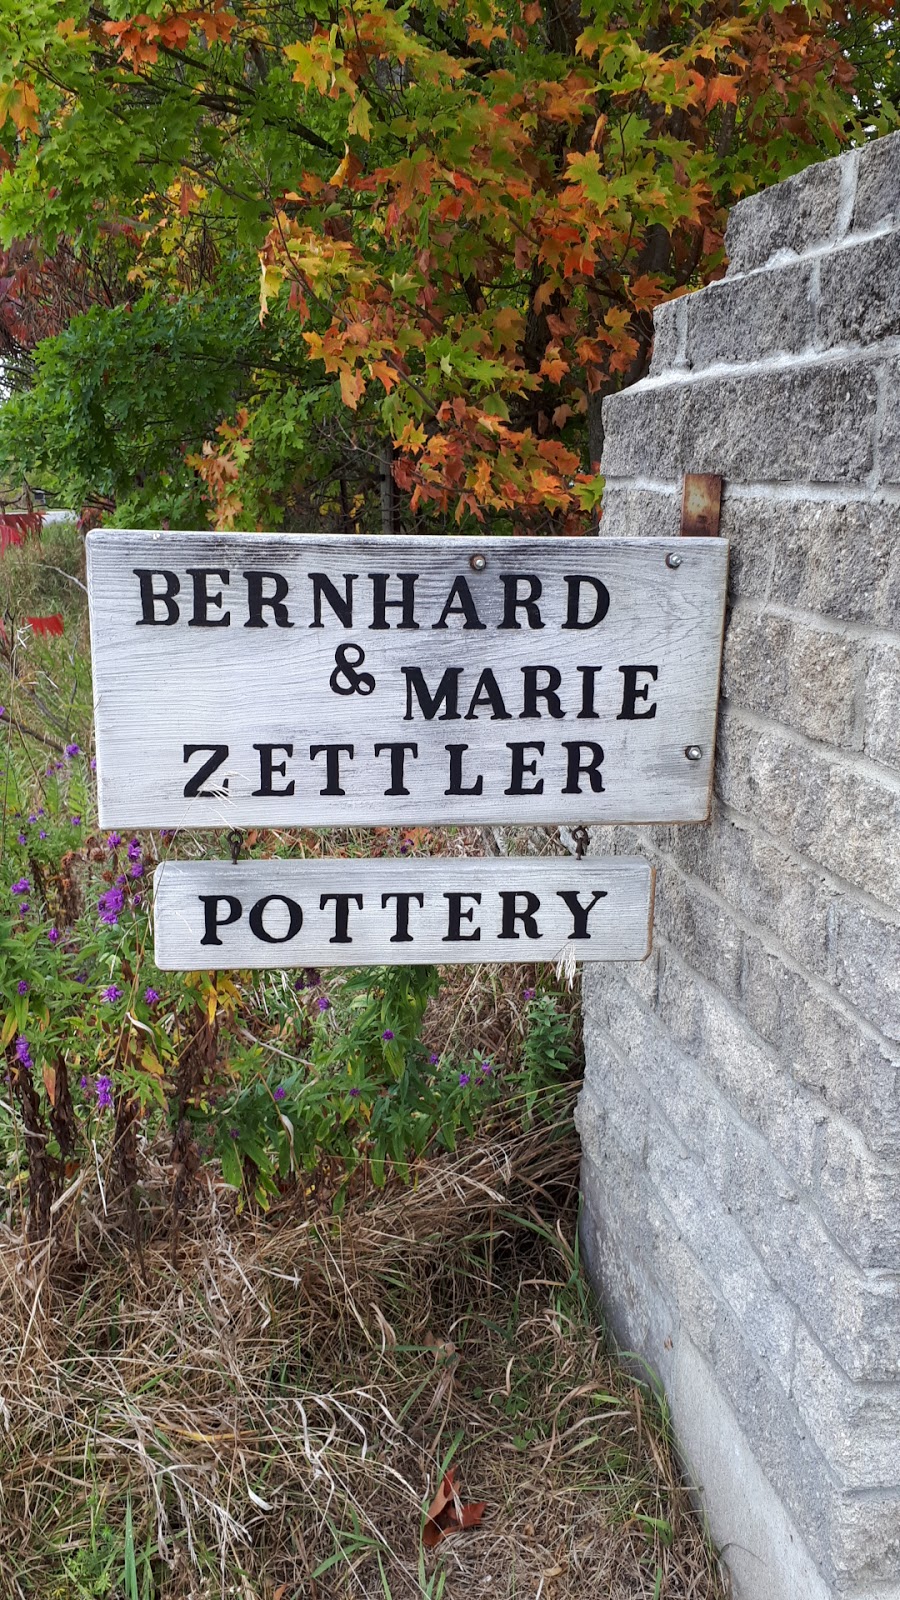 BERNHARD
& MARIE
ZETTLER
POTTERY